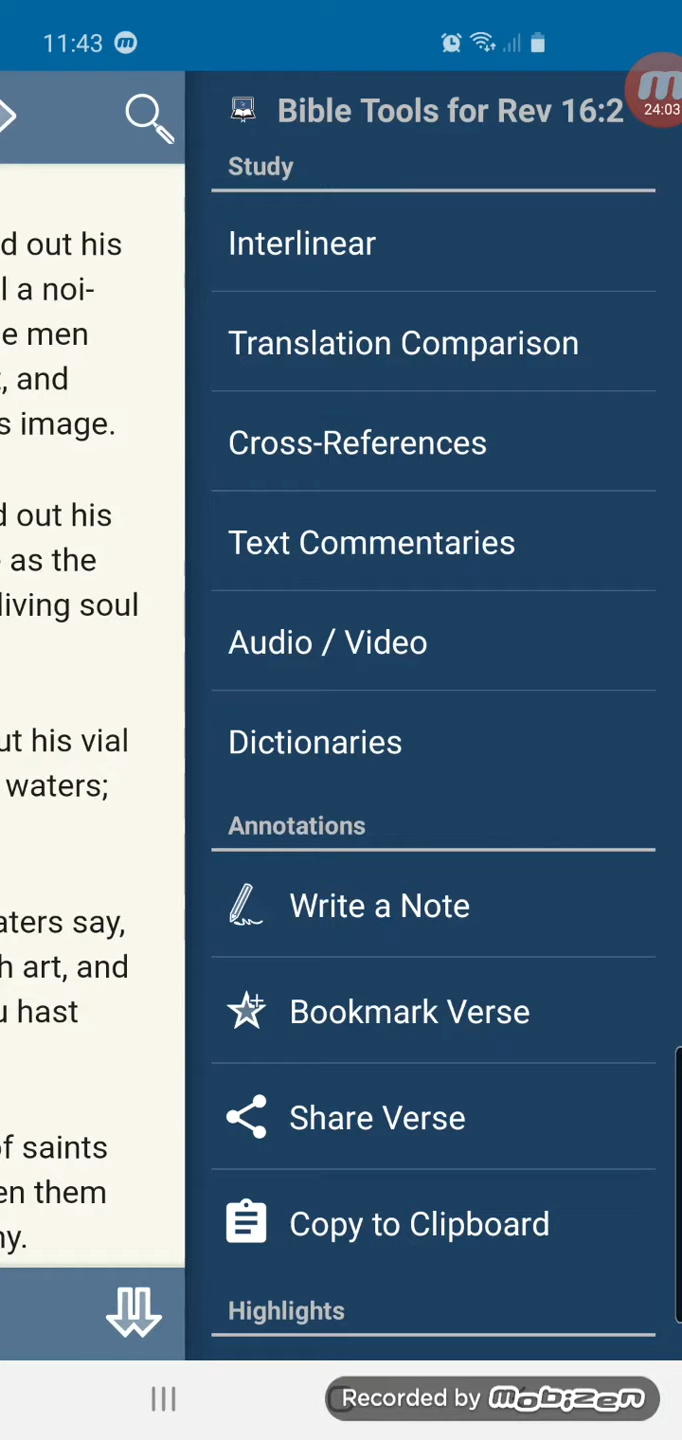 11:43
24:03
d out his
l a noi-
e men
, and
s image.
d out his
as the
living soul
ut his vial
waters;
aters say,
h art, and
u hast
of saints
en them
ny.
Bible Tools for Rev 16:2
Study
Interlinear
Translation Comparison
Cross-References
Text Commentaries
Audio / Video
Dictionaries
Annotations
Write a Note
Bookmark Verse
Share Verse
Copy to Clipboard
Highlights
Recorded by mobizen